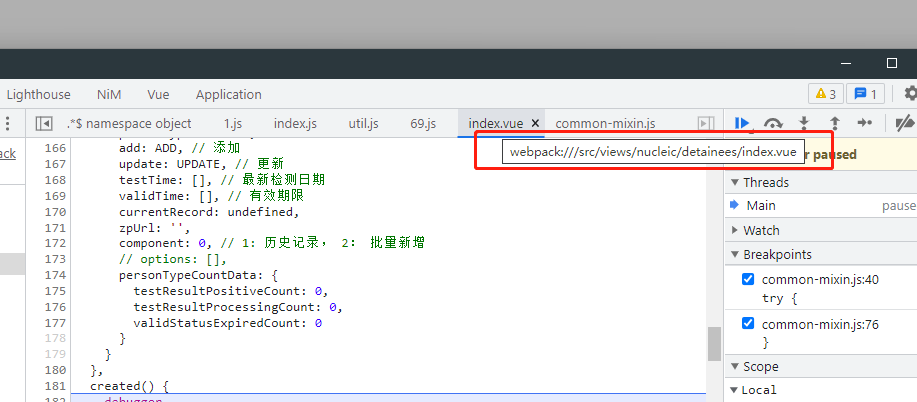 Lighthouse NiM Vue Application 3 1
.*$ namespace object 1.js index.js util.js 69.js index.vue × common-mixin.js
webpack:///src/views/nucleic/detainees/index.vue
ack
166 add: ADD, // 添加
167 update: UPDATE, // 更新
168 testTime: [], // 最新检测日期
169 validTime: [], // 有效期限
170 currentRecord: undefined,
171 zpUrl: '',
172 component: 0, // 1: 历史记录， 2： 批量新增
173 // options: [],
174 personTypeCountData: {
175 testResultPositiveCount: 0,
176 testResultProcessingCount: 0,
177 validStatusExpiredCount: 0
178 }
179 }
180 },
181 created() {
182 debugger
r paused
Threads
Main pause
Watch
Breakpoints
common-mixin.js:40
try {
common-mixin.js:76
}
Scope
Local